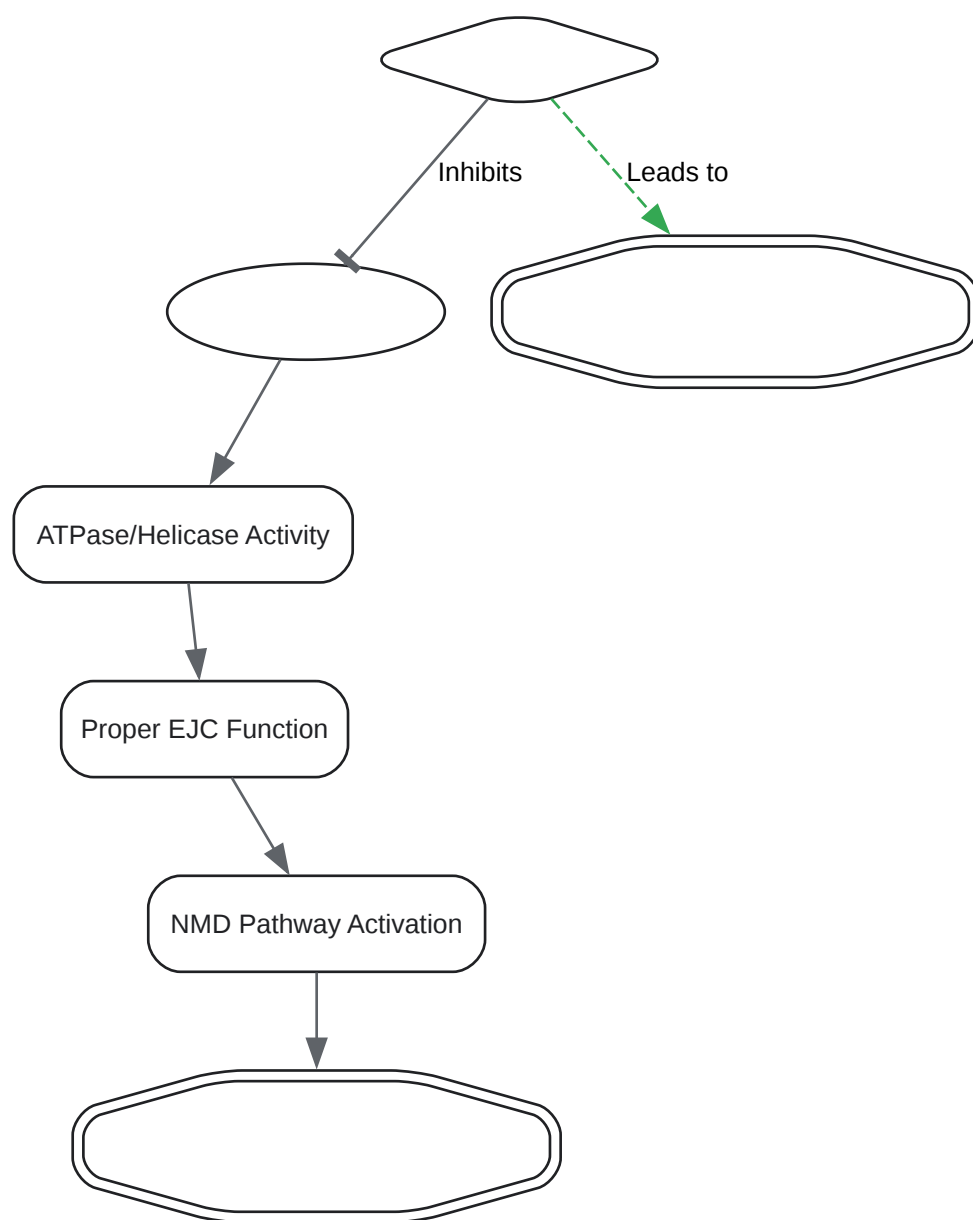 Inhibits
Leads to
ATPase/Helicase Activity
Proper EJC Function
NMD Pathway Activation